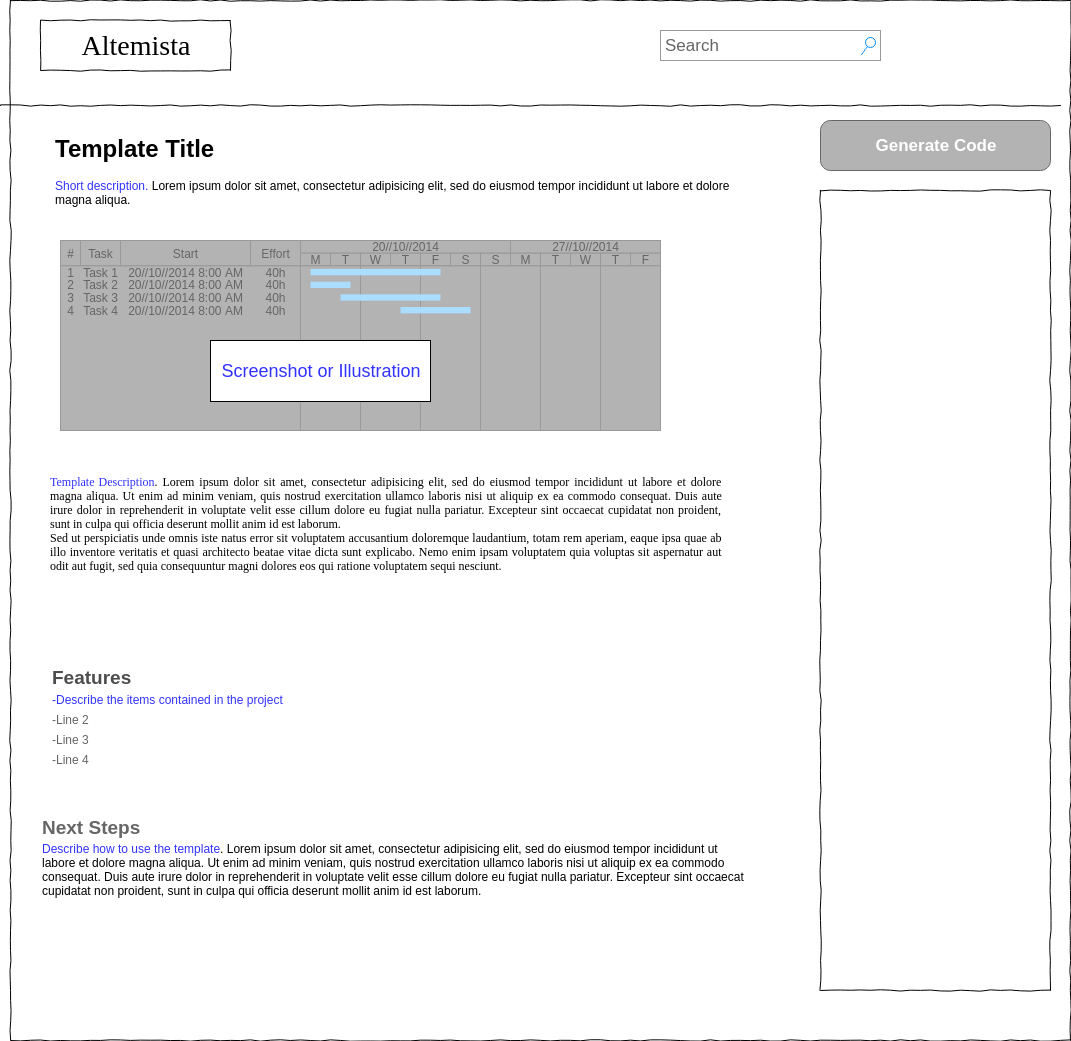 Altemista
Search
Generate Code
Template Title
Short description. Lorem ipsum dolor sit amet, consectetur adipisicing elit, sed do eiusmod tempor incididunt ut labore et dolore
magna aliqua.
# Task Start Effort 20//10//2014 27//10/2014
M T W T F S S M T W T F
1 Task 1 20//10//2014 8:00 AM 40h
2 Task 2 20//10//2014 8:00 AM 40h
3 Task 3 20//10//2014 8:00 AM 40h
4 Task 4 20//10//2014 8:00 AM 40h
Screenshot or Illustration
Template Description. Lorem ipsum dolor sit amet, consectetur adipisicing elit, sed do eiusmod tempor incididunt ut labore et dolore
magna aliqua. Ut enim ad minim veniam, quis nostrud exercitation ullamco laboris nisi ut aliquip ex ea commodo consequat. Duis aute
irure dolor in reprehenderit in voluptate velit esse cillum dolore eu fugiat nulla pariatur. Excepteur sint occaecat cupidatat non proident,
sunt in culpa qui officia deserunt mollit anim id est laborum.
Sed ut perspiciatis unde omnis iste natus error sit voluptatem accusantium doloremque laudantium, totam rem aperiam, eaque ipsa quae ab
illo inventore veritatis et quasi architecto beatae vitae dicta sunt explicabo. Nemo enim ipsam voluptatem quia voluptas sit aspernatur aut
odit aut fugit, sed quia consequuntur magni dolores eos qui ratione voluptatem sequi nesciunt.
Features
-Describe the items contained in the project
-Line 2
-Line 3
-Line 4
Next Steps
Describe how to use the template. Lorem ipsum dolor sit amet, consectetur adipisicing elit, sed do eiusmod tempor incididunt ut
labore et dolore magna aliqua. Ut enim ad minim veniam, quis nostrud exercitation ullamco laboris nisi ut aliquip ex ea commodo
consequat. Duis aute irure dolor in reprehenderit in voluptate velit esse cillum dolore eu fugiat nulla pariatur. Excepteur sint occaecat
cupidatat non proident, sunt in culpa qui officia deserunt mollit anim id est laborum.